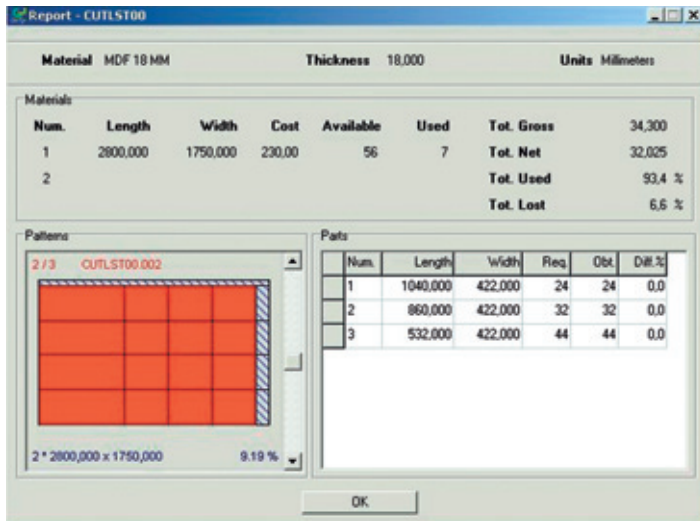 Report - CUTLST00
Material MDF 18 MM Thickness 18,000 Units Millimeters
Materials
Num. Length Width Cost Available Used Tot. Gross 34,300
1 2800,000 1750,000 230,00 56 7 Tot. Net 32,025
2 Tot. Used 93,4 %
Tot. Lost 6,6 %
Patterns
2 / 3 CUTLST00.002
2 * 2800,000 x 1750,000 9.19 %
Parts
Num. Length Width Req. Obt. Diff.%
1 1040,000 422,000 24 24 0,0
2 860,000 422,000 32 32 0,0
3 532,000 422,000 44 44 0,0
OK